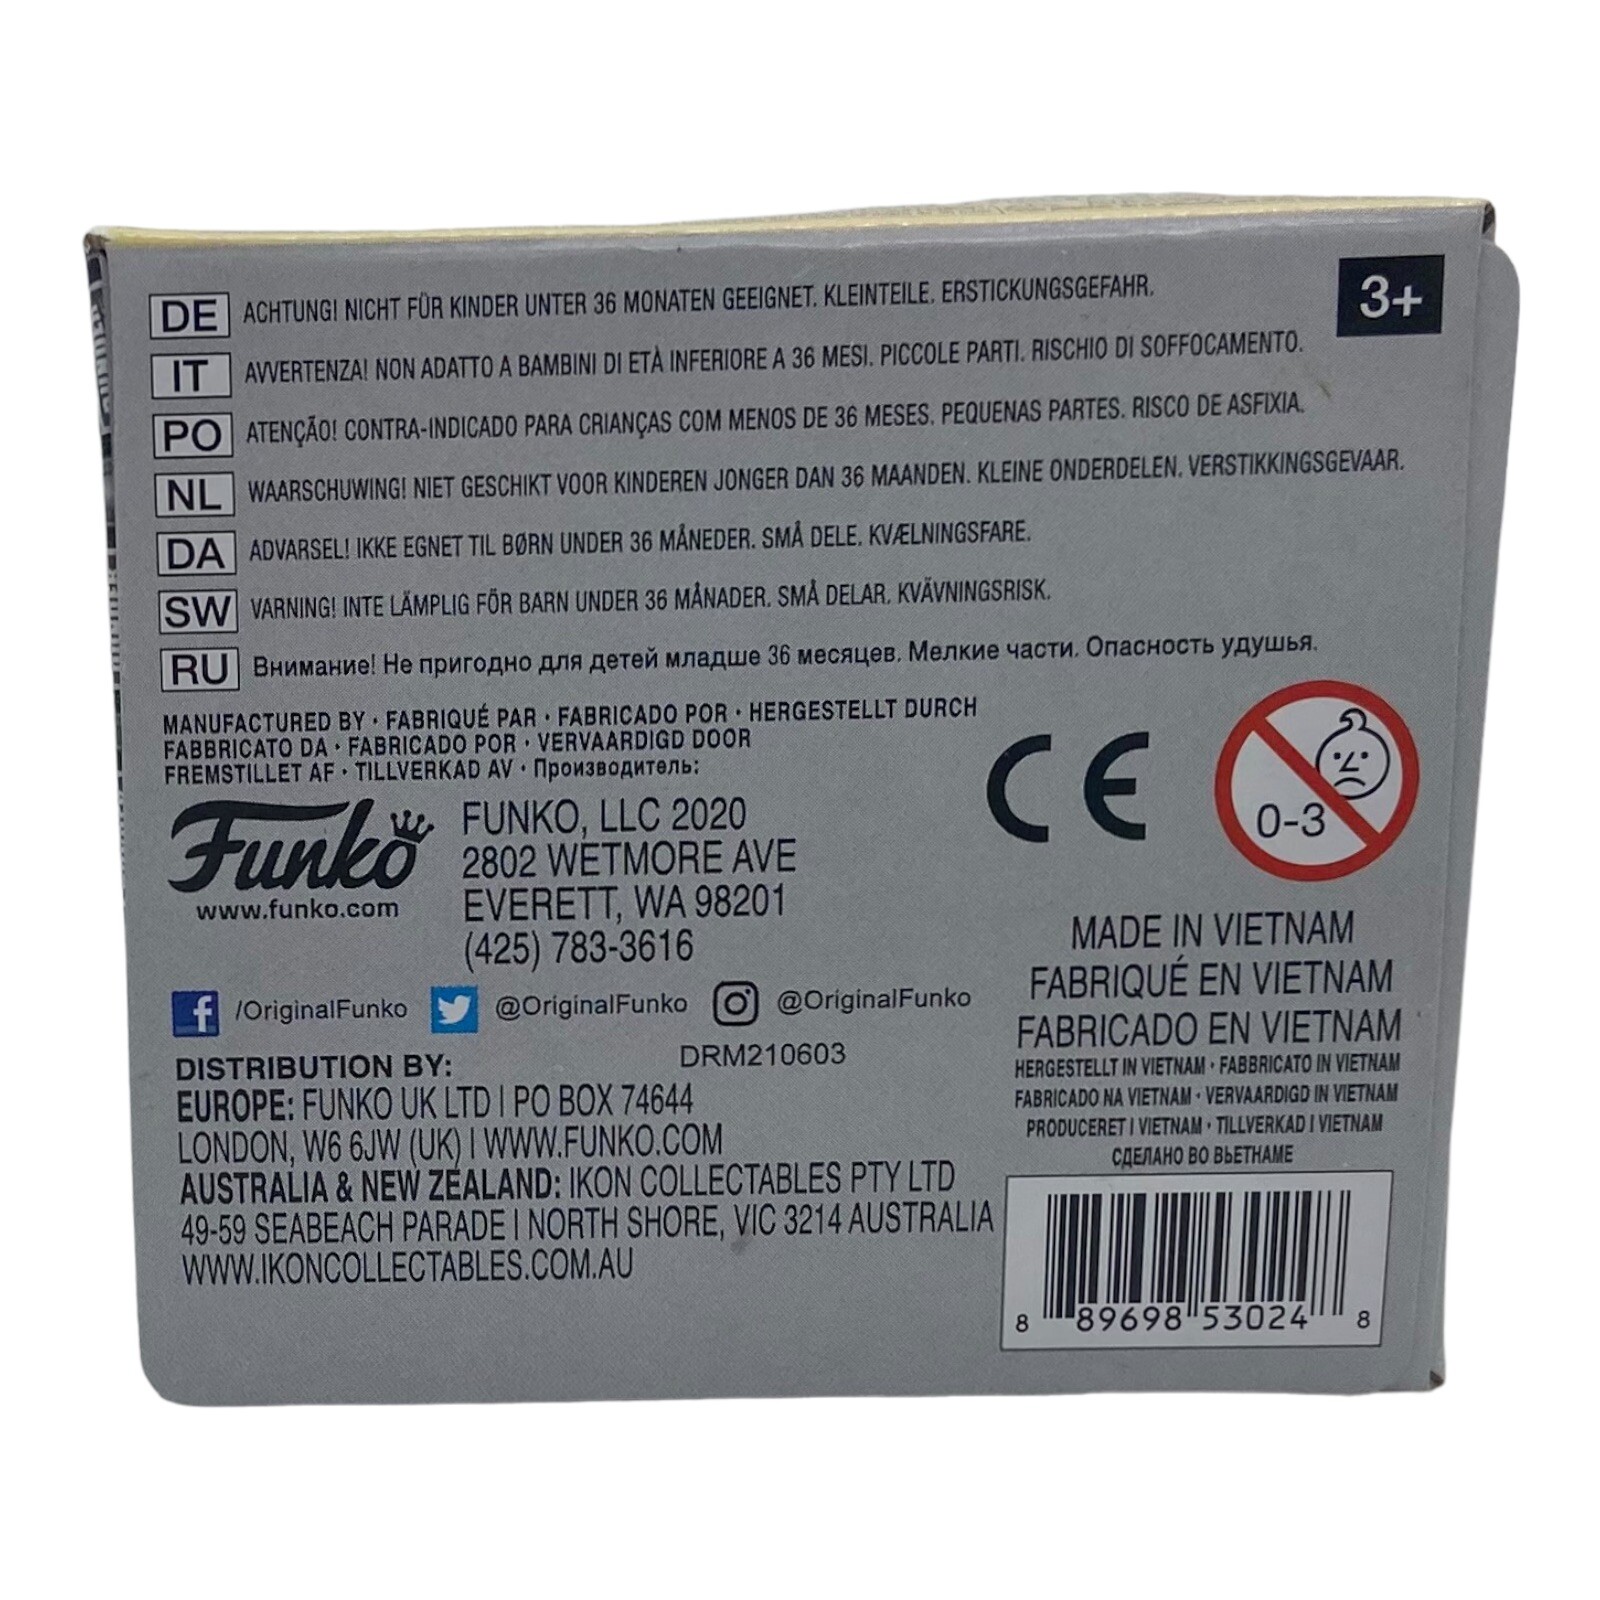 DE ACHTUNG! NICHT FÜR KINDER UNTER 36 MONATEN GEEIGNET. KLEINTEILE. ERSTICKUNGSGEFAHR.
3+
IT AVVERTENZA! NON ADATTO A BAMBINI DI ETÀ INFERIORE A 36 MESI. PICCOLE PARTI. RISCHIO DI SOFFOCAMENTO.
PO ATENÇÃO! CONTRA-INDICADO PARA CRIANÇAS COM MENOS DE 36 MESES. PEQUENAS PARTES. RISCO DE ASFIXIA.
NL WAARSCHUWING! NIET GESCHIKT VOOR KINDEREN JONGER DAN 36 MAANDEN. KLEINE ONDERDELEN. VERSTIKKINGSGEVAAR.
DA ADVARSEL! IKKE EGNET TIL BØRN UNDER 36 MÅNEDER. SMÅ DELE. KVÆLNINGSFARE.
SW VARNING! INTE LÄMPLIG FÖR BARN UNDER 36 MÅNADER. SMÅ DELAR. KVÄVNINGSRISK.
RU Внимание! Не пригодно для детей младше 36 месяцев. Мелкие части. Опасность удушья.
MANUFACTURED BY · FABRIQUÉ PAR · FABRICADO POR · HERGESTELLT DURCH
FABBRICATO DA · FABRICADO POR · VERVAARDIGD DOOR
FREMSTILLET AF · TILLVERKAD AV · Производитель:
Funko
www.funko.com
FUNKO, LLC 2020
2802 WETMORE AVE
EVERETT, WA 98201
(425) 783-3616
CE
0-3
/OriginalFunko @OriginalFunko @OriginalFunko
DRM210603
DISTRIBUTION BY:
EUROPE: FUNKO UK LTD | PO BOX 74644
LONDON, W6 6JW (UK) | WWW.FUNKO.COM
AUSTRALIA & NEW ZEALAND: IKON COLLECTABLES PTY LTD
49-59 SEABEACH PARADE | NORTH SHORE, VIC 3214 AUSTRALIA
WWW.IKONCOLLECTABLES.COM.AU
MADE IN VIETNAM
FABRIQUÉ EN VIETNAM
FABRICADO EN VIETNAM
HERGESTELLT IN VIETNAM · FABBRICATO IN VIETNAM
FABRICADO NA VIETNAM · VERVAARDIGD IN VIETNAM
PRODUCERET I VIETNAM · TILLVERKAD I VIETNAM
СДЕЛАНО ВО ВЬЕТНАМЕ
8 89698 53024 8